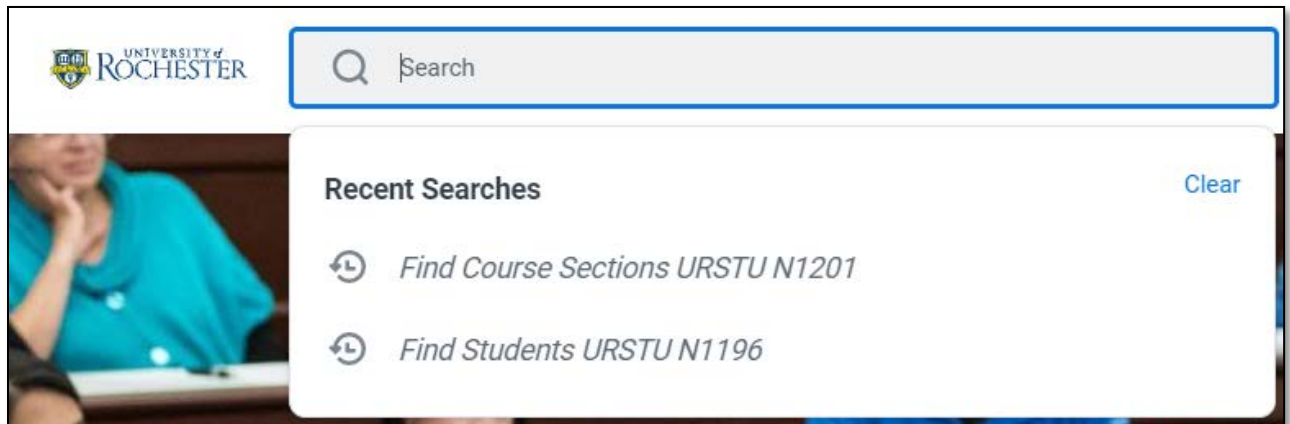 UNIVERSITY of
ROCHESTER
Search
Recent Searches
Clear
Find Course Sections URSTU N1201
Find Students URSTU N1196